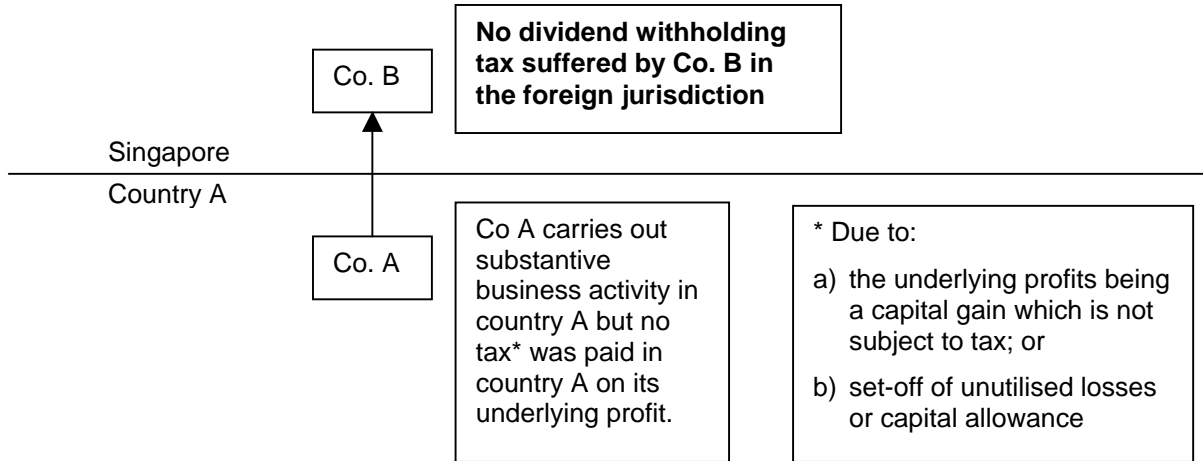 Co. B
No dividend withholding
tax suffered by Co. B in
the foreign jurisdiction
Singapore
Country A
Co. A
Co A carries out
substantive
business activity in
country A but no
tax* was paid in
country A on its
underlying profit.
* Due to:
a) the underlying profits being
a capital gain which is not
subject to tax; or
b) set-off of unutilised losses
or capital allowance